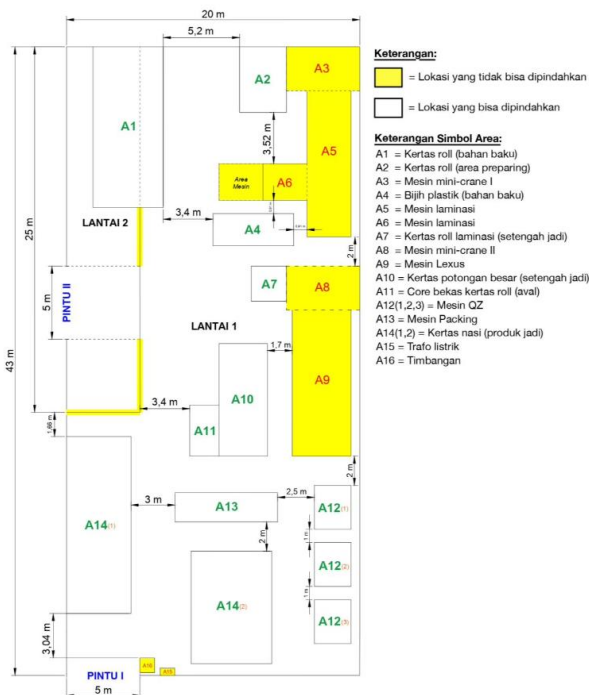 20 m
5,2 m
A3
A2
A1
3,52 m
A5
Area
Mesin
A6
LANTAI 2
3,4 m
A4
25 m
2 m
A7
A8
5 m
PINTU II
LANTAI 1
43 m
1,7 m
A9
A10
3,4 m
A11
1,66 m
2 m
3 m
A13
2,5 m
A12(1)
A14(1)
1 m
2 m
A12(2)
1 m
A14(2)
A12(3)
3,04 m
PINTU I
A16
A15
5 m
Keterangan:
= Lokasi yang tidak bisa dipindahkan
= Lokasi yang bisa dipindahkan
Keterangan Simbol Area:
A1 = Kertas roll (bahan baku)
A2 = Kertas roll (area preparing)
A3 = Mesin mini-crane I
A4 = Bijih plastik (bahan baku)
A5 = Mesin laminasi
A6 = Mesin laminasi
A7 = Kertas roll laminasi (setengah jadi)
A8 = Mesin mini-crane II
A9 = Mesin Lexus
A10 = Kertas potongan besar (setengah jadi)
A11 = Core bekas kertas roll (aval)
A12(1,2,3) = Mesin QZ
A13 = Mesin Packing
A14(1,2) = Kertas nasi (produk jadi)
A15 = Trafo listrik
A16 = Timbangan